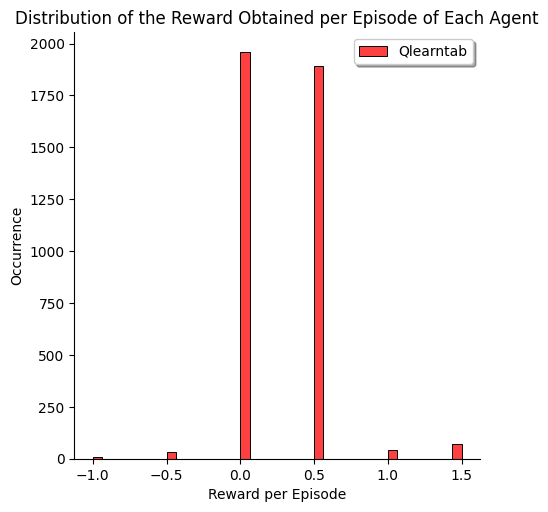 Distribution of the Reward Obtained per Episode of Each Agent
Qlearntab
2000
1750
1500
1250
1000
750
500
250
0
Occurrence
−1.0 −0.5 0.0 0.5 1.0 1.5
Reward per Episode